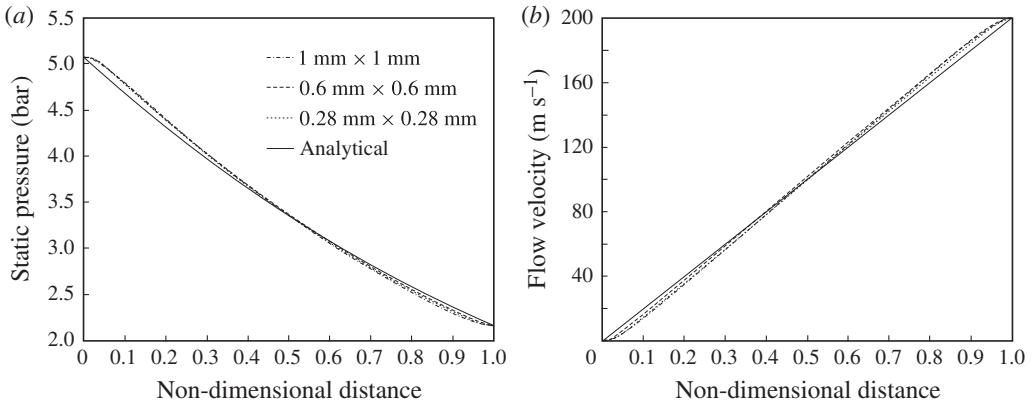 (a)
5.5
5.0
4.5
4.0
3.5
3.0
2.5
2.0
Static pressure (bar)
1 mm × 1 mm
0.6 mm × 0.6 mm
0.28 mm × 0.28 mm
Analytical
0 0.1 0.2 0.3 0.4 0.5 0.6 0.7 0.8 0.9 1.0
Non-dimensional distance
(b)
200
160
120
80
40
Flow velocity (m s⁻¹)
0 0.1 0.2 0.3 0.4 0.5 0.6 0.7 0.8 0.9 1.0
Non-dimensional distance